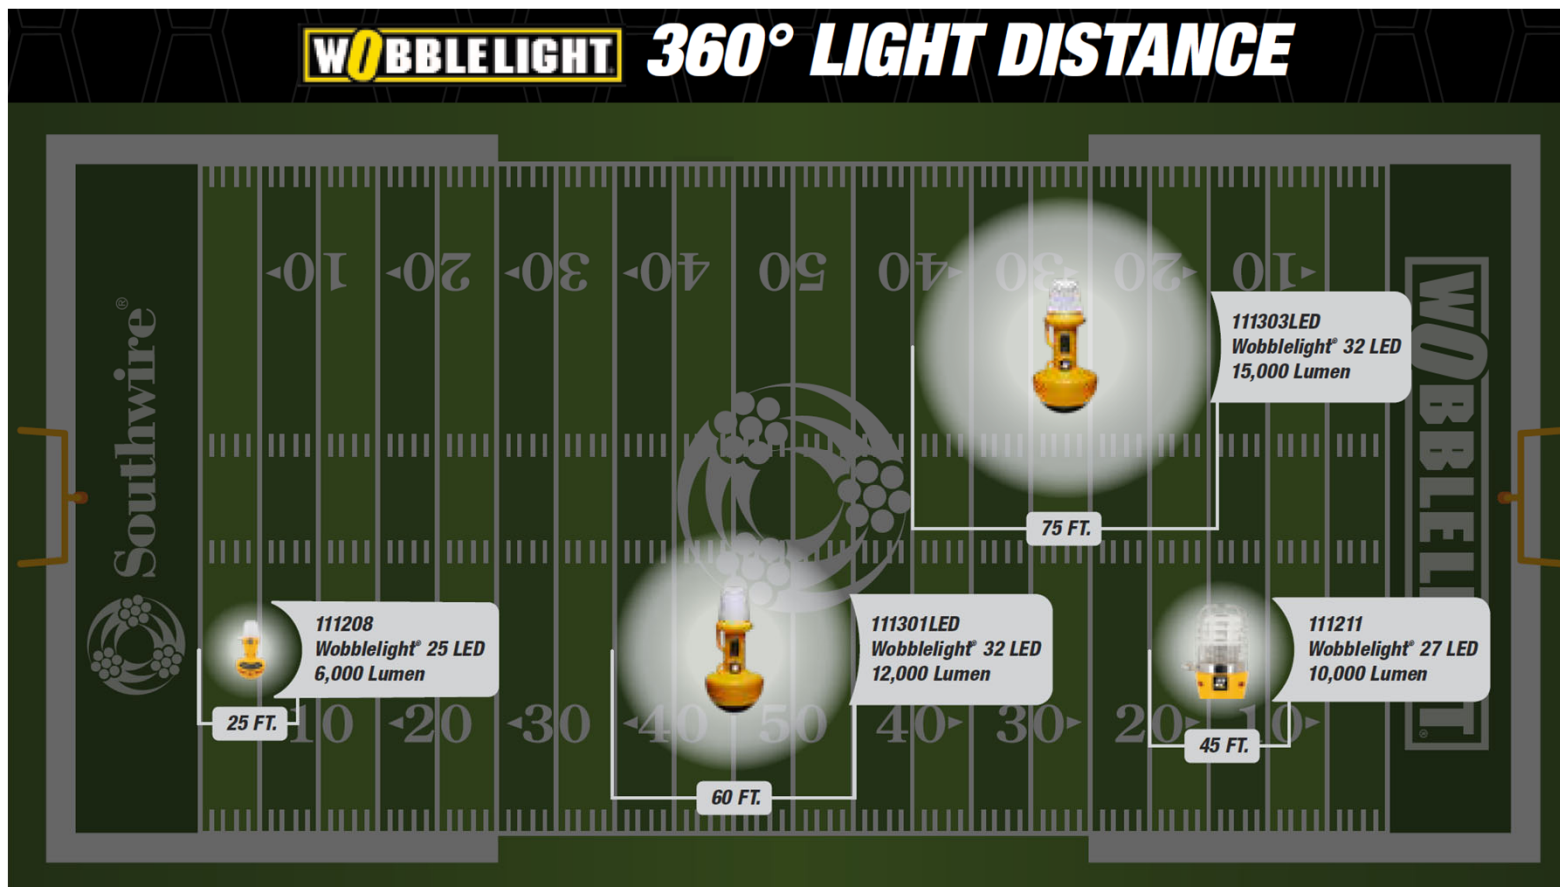 WOBBLELIGHT® 360° LIGHT DISTANCE
10 20 30 40 50 40 30 20 10
Southwire®
WOBBLELIGHT®
111303LED
Wobblelight® 32 LED
15,000 Lumen
75 FT.
111208
Wobblelight® 25 LED
6,000 Lumen
25 FT.
111301LED
Wobblelight® 32 LED
12,000 Lumen
60 FT.
111211
Wobblelight® 27 LED
10,000 Lumen
45 FT.
10 20 30 40 50 40 30 20 10